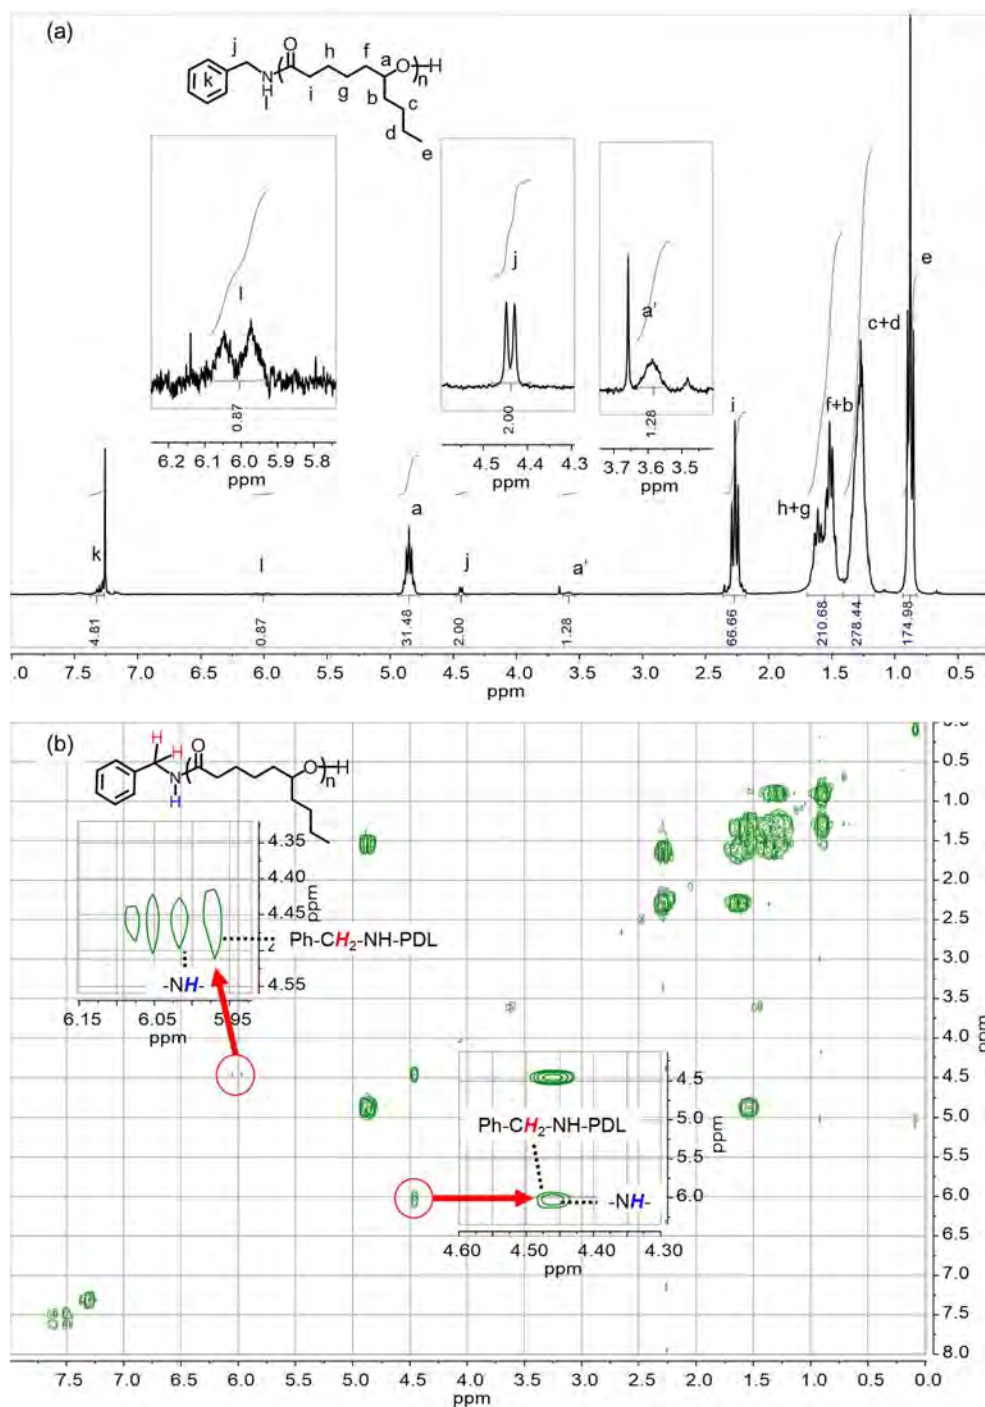 (a)
j
O
h
f
a
k
N
H
O
n
H
l
i
g
b
c
d
e
l
0.87
6.2 6.1 6.0 5.9 5.8
ppm
j
2.00
4.5 4.4 4.3
ppm
a'
1.28
3.7 3.6 3.5
ppm
e
c+d
i
f+b
h+g
k
l
a
j
a'
4.81
0.87
31.48
2.00
1.28
66.66
210.68
278.44
174.98
.0 7.5 7.0 6.5 6.0 5.5 5.0 4.5 4.0 3.5 3.0 2.5 2.0 1.5 1.0 0.5
ppm
(b)
H
H
O
N
H
O
n
H
4.35
4.40
4.45
4.55
ppm
Ph-CH2-NH-PDL
-NH-
6.15 6.05 5.95
ppm
Ph-CH2-NH-PDL
-NH-
4.5
5.0
5.5
6.0
ppm
4.60 4.50 4.40 4.30
ppm
0.5
1.0
1.5
2.0
2.5
3.0
3.5
4.0
4.5
5.0
5.5
6.0
6.5
7.0
7.5
8.0
ppm
7.5 7.0 6.5 6.0 5.5 5.0 4.5 4.0 3.5 3.0 2.5 2.0 1.5 1.0 0.5 0.0
ppm